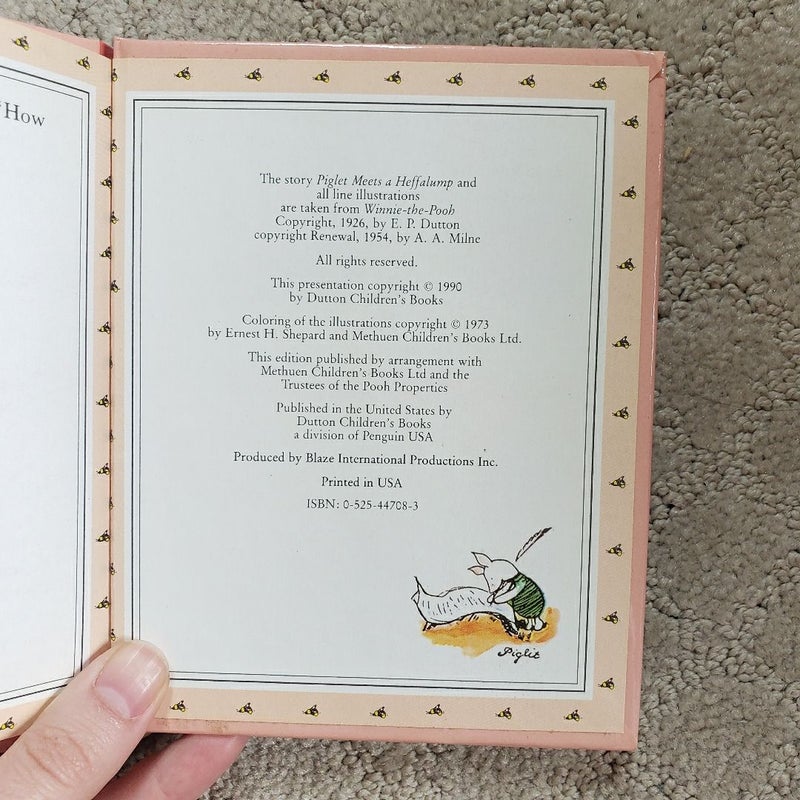 "How
The story Piglet Meets a Heffalump and
all line illustrations
are taken from Winnie-the-Pooh
Copyright, 1926, by E. P. Dutton
copyright Renewal, 1954, by A. A. Milne
All rights reserved.
This presentation copyright © 1990
by Dutton Children's Books
Coloring of the illustrations copyright © 1973
by Ernest H. Shepard and Methuen Children's Books Ltd.
This edition published by arrangement with
Methuen Children's Books Ltd and the
Trustees of the Pooh Properties
Published in the United States by
Dutton Children's Books
a division of Penguin USA
Produced by Blaze International Productions Inc.
Printed in USA
ISBN: 0-525-44708-3
Piglit